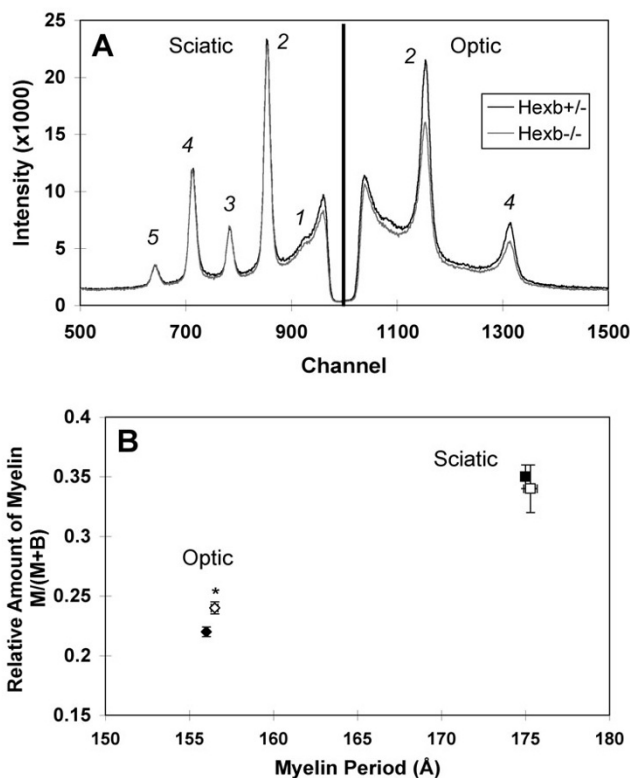 A
Sciatic
Optic
Hexb+/-
Hexb-/-
5
4
3
2
1
2
4
Intensity (x1000)
25
20
15
10
5
0
500
700
900
1100
1300
1500
Channel
B
Sciatic
Optic
*
Relative Amount of Myelin
M/(M+B)
0.4
0.35
0.3
0.25
0.2
0.15
150
155
160
165
170
175
180
Myelin Period (Å)